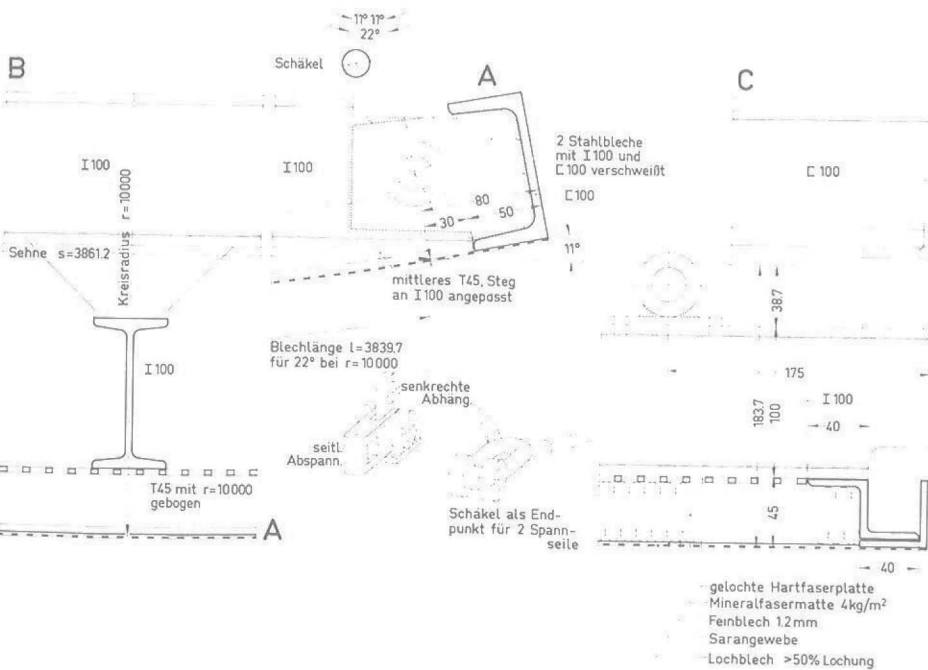 11° 11°
22°
Schäkel
B
A
C
I100
I100
Kreisradius r=10000
30
80
50
2 Stahlbleche
mit I100 und
[100 verschweißt
[100
11°
[100
Sehne s=3861.2
mittleres T45, Steg
an I100 angepasst
38.7
Blechlänge l=3839.7
für 22° bei r=10000
I100
175
senkrechte
Abhäng.
183.7
100
I100
40
seitl.
Abspann.
T45 mit r=10000
gebogen
A
Schäkel als End-
punkt für 2 Spann-
seile
45
40
gelochte Hartfaserplatte
Mineralfasermatte 4kg/m²
Feinblech 1.2mm
Sarangewebe
Lochblech >50% Lochung